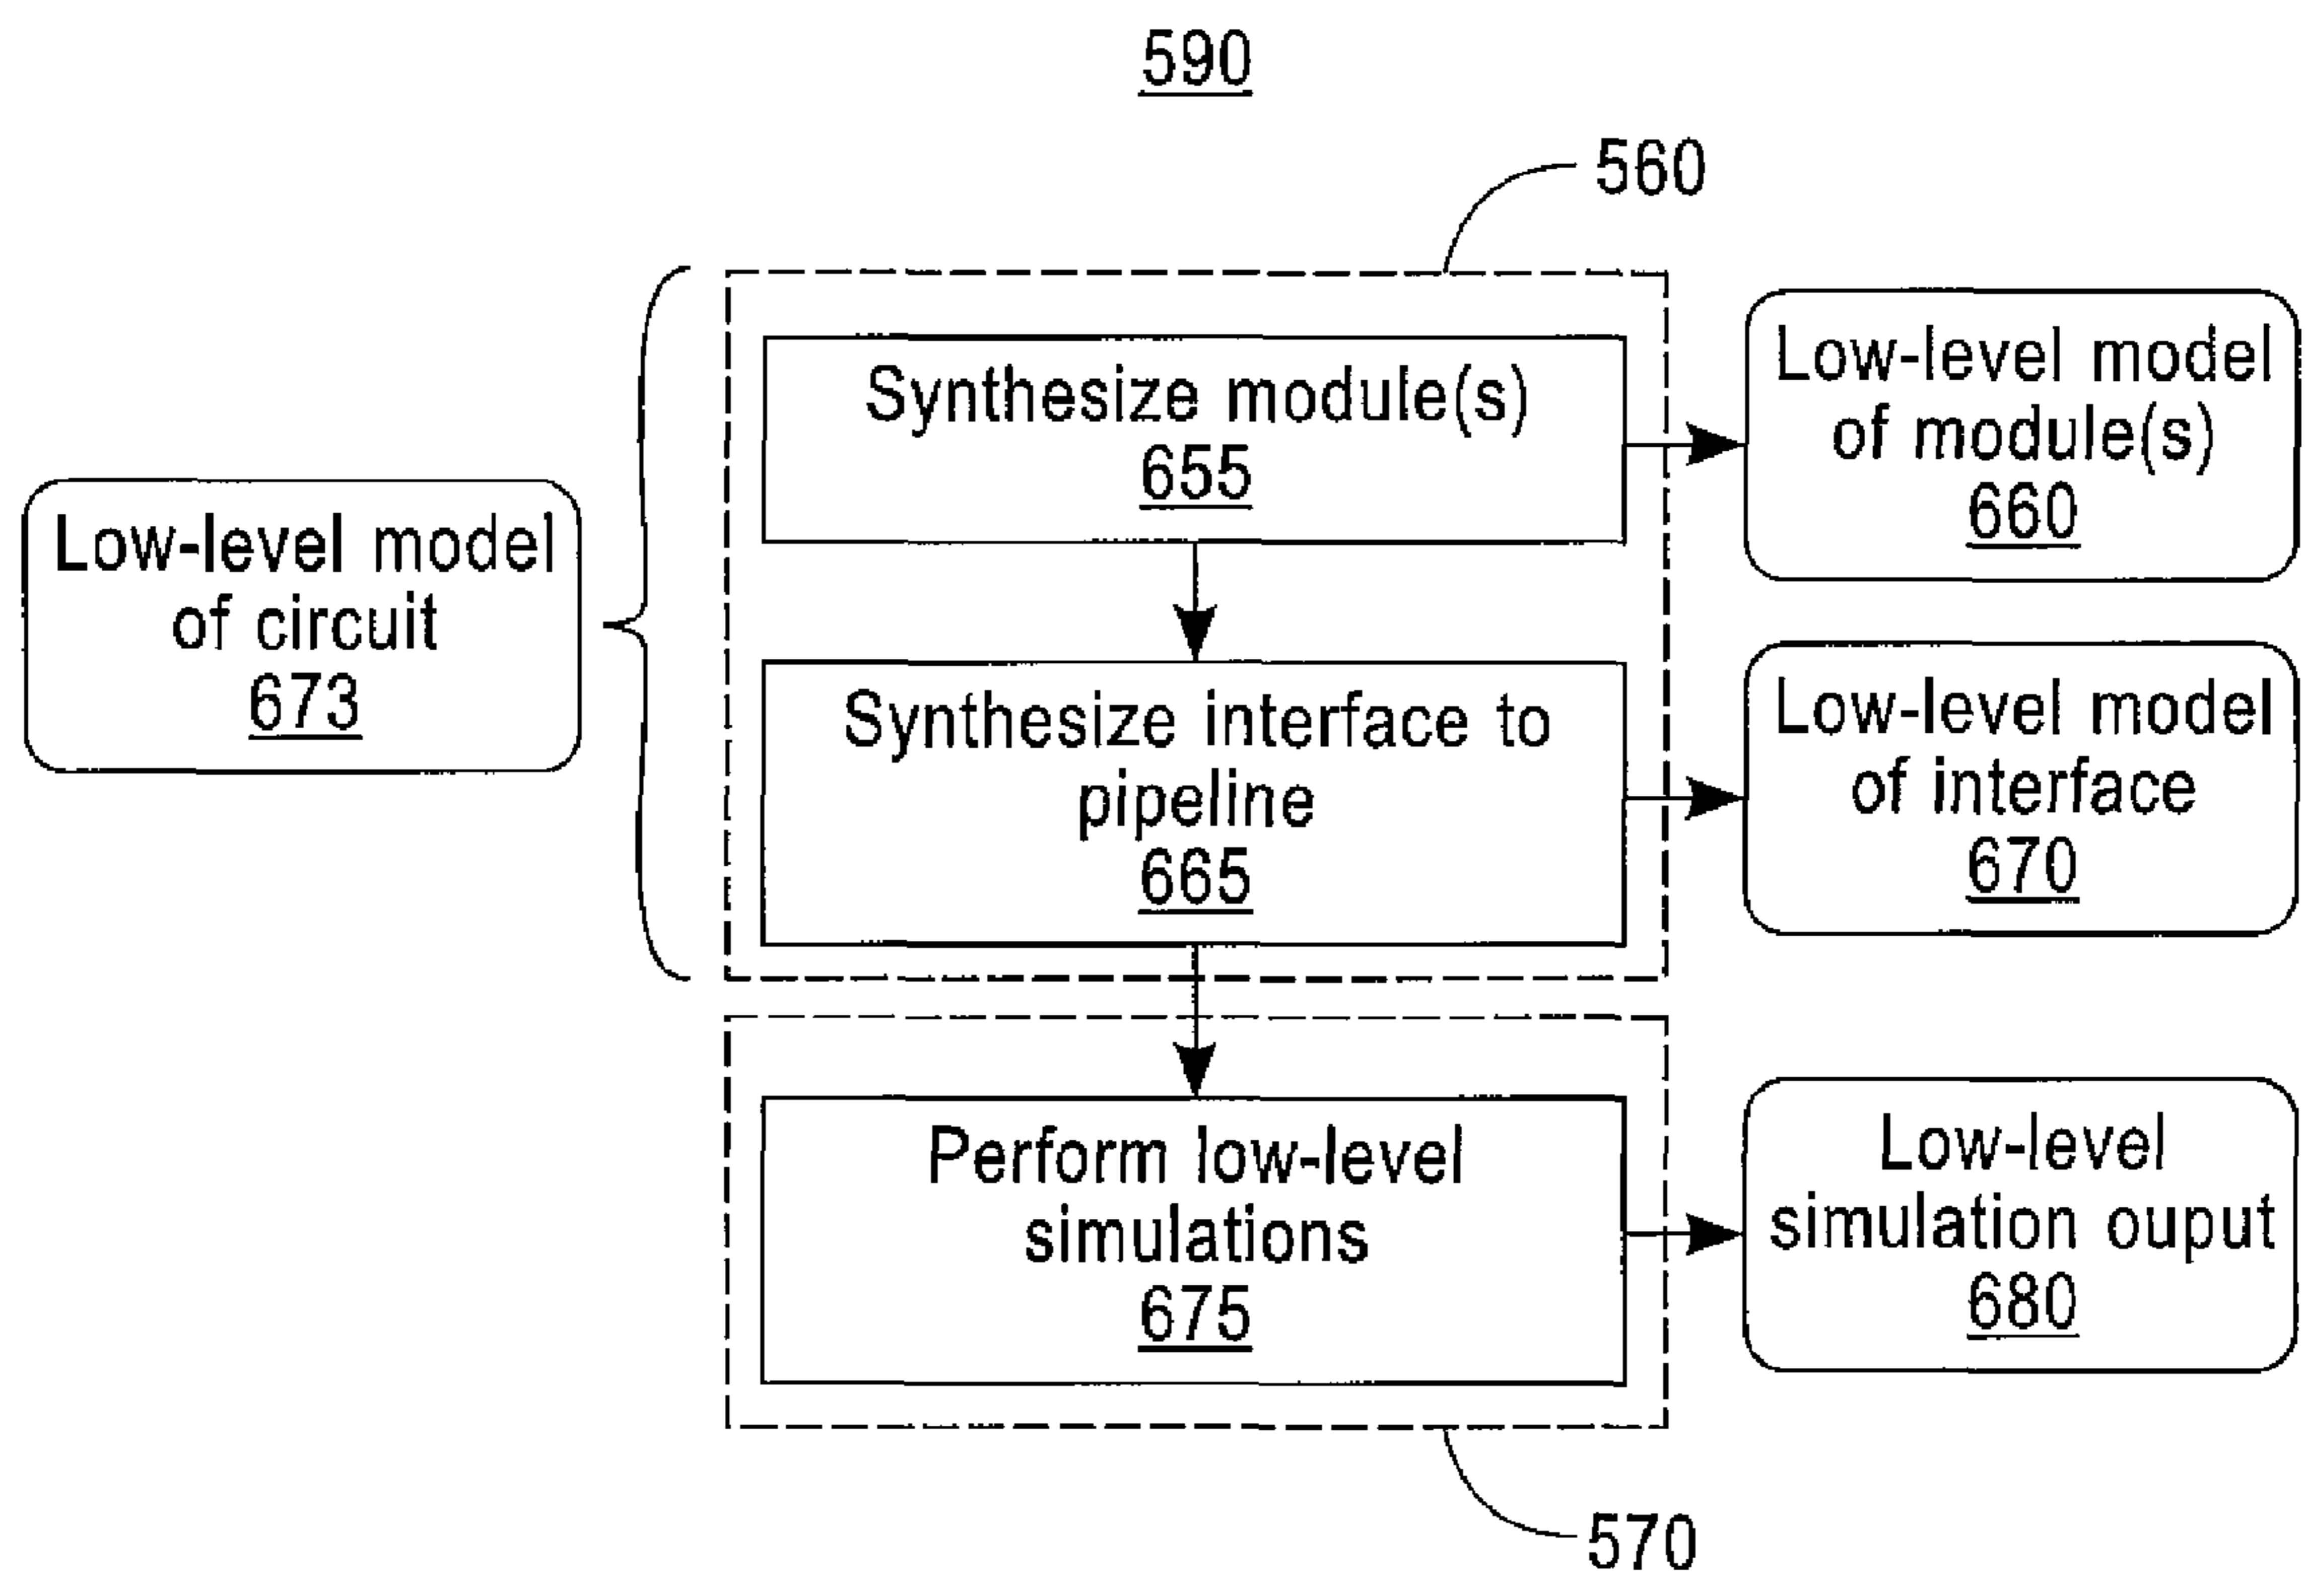 590
560
Synthesize module(s)
655
Low-level model
of module(s)
660
Low-level model
of circuit
673
Synthesize interface to
pipeline
665
Low-level model
of interface
670
Perform low-level
simulations
675
Low-level
simulation ouput
680
570